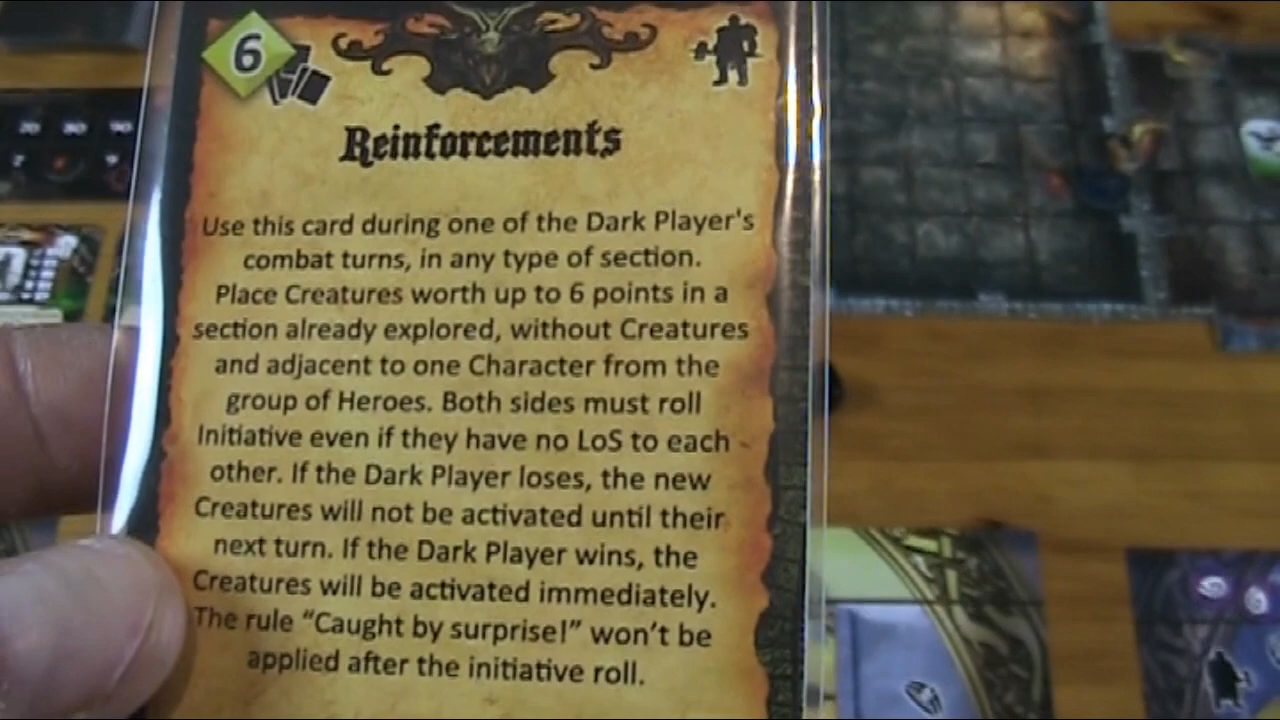 6
Reinforcements
Use this card during one of the Dark Player's
combat turns, in any type of section.
Place Creatures worth up to 6 points in a
section already explored, without Creatures
and adjacent to one Character from the
group of Heroes. Both sides must roll
Initiative even if they have no LoS to each
other. If the Dark Player loses, the new
Creatures will not be activated until their
next turn. If the Dark Player wins, the
Creatures will be activated immediately.
The rule “Caught by surprise!” won't be
applied after the initiative roll.
70 80 90